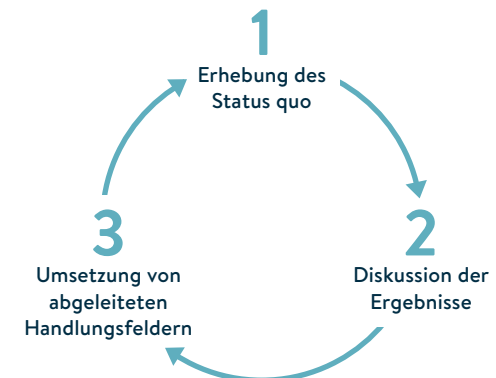 1
Erhebung des
Status quo
2
Diskussion der
Ergebnisse
3
Umsetzung von
abgeleiteten
Handlungsfeldern